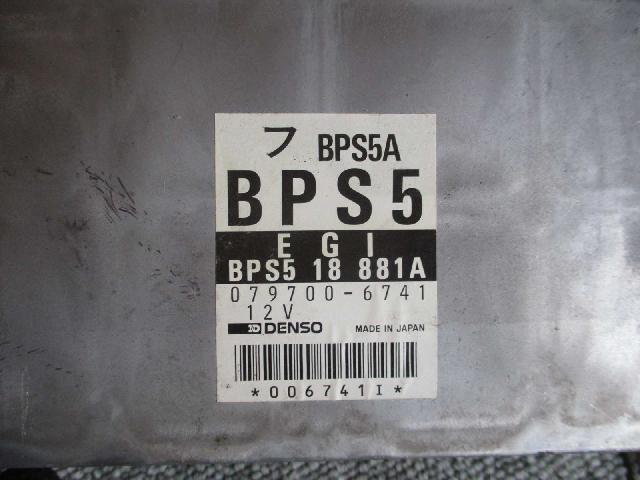 フ BPS5A
BPS5
EGI
BPS5 18 881A
079700-6741
12V
DENSO MADE IN JAPAN
*006741I*